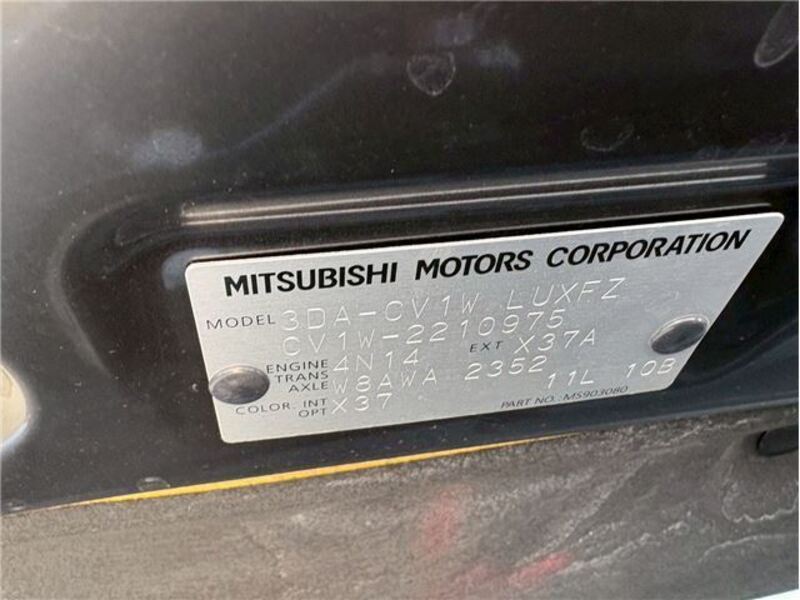 MITSUBISHI MOTORS CORPORATION
MODEL 3DA-CV1W LUXFZ
CV1W-2210975
ENGINE 4N14 EXT X37A
TRANS AXLE W8AWA 2352
COLOR. INT OPT X37 11L 10B
PART NO.: MS903080